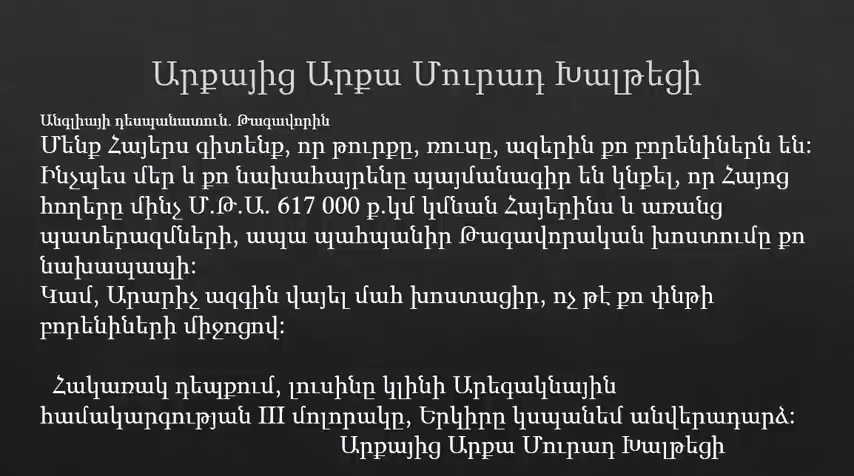 Արքայից Արքա Մուրադ Խալթեցի
Անգլիայի դեսպանատուն. Թագավորին
Մենք Հայերս գիտենք, որ թուրքը, ռուսը, ազերին քո բորենիներն են:
Ինչպես մեր և քո նախահայրենը պայմանագիր են կնքել, որ Հայոց
հողերը մինչ Մ.Թ.Ա. 617 000 ք.կմ կմնան Հայերինս և առանց
պատերազմների, ապա պահպանիր Թագավորական խոստումը քո
նախապապի:
Կամ, Արարիչ ազգին վայել մահ խոստացիր, ոչ թէ քո փնթի
բորենիների միջոցով:
Հակառակ դեպքում, լուսինը կլինի Արեգակնային
համակարգության III մոլորակը, Երկիրը կսպանեմ անվերադարձ:
Արքայից Արքա Մուրադ Խալթեցի